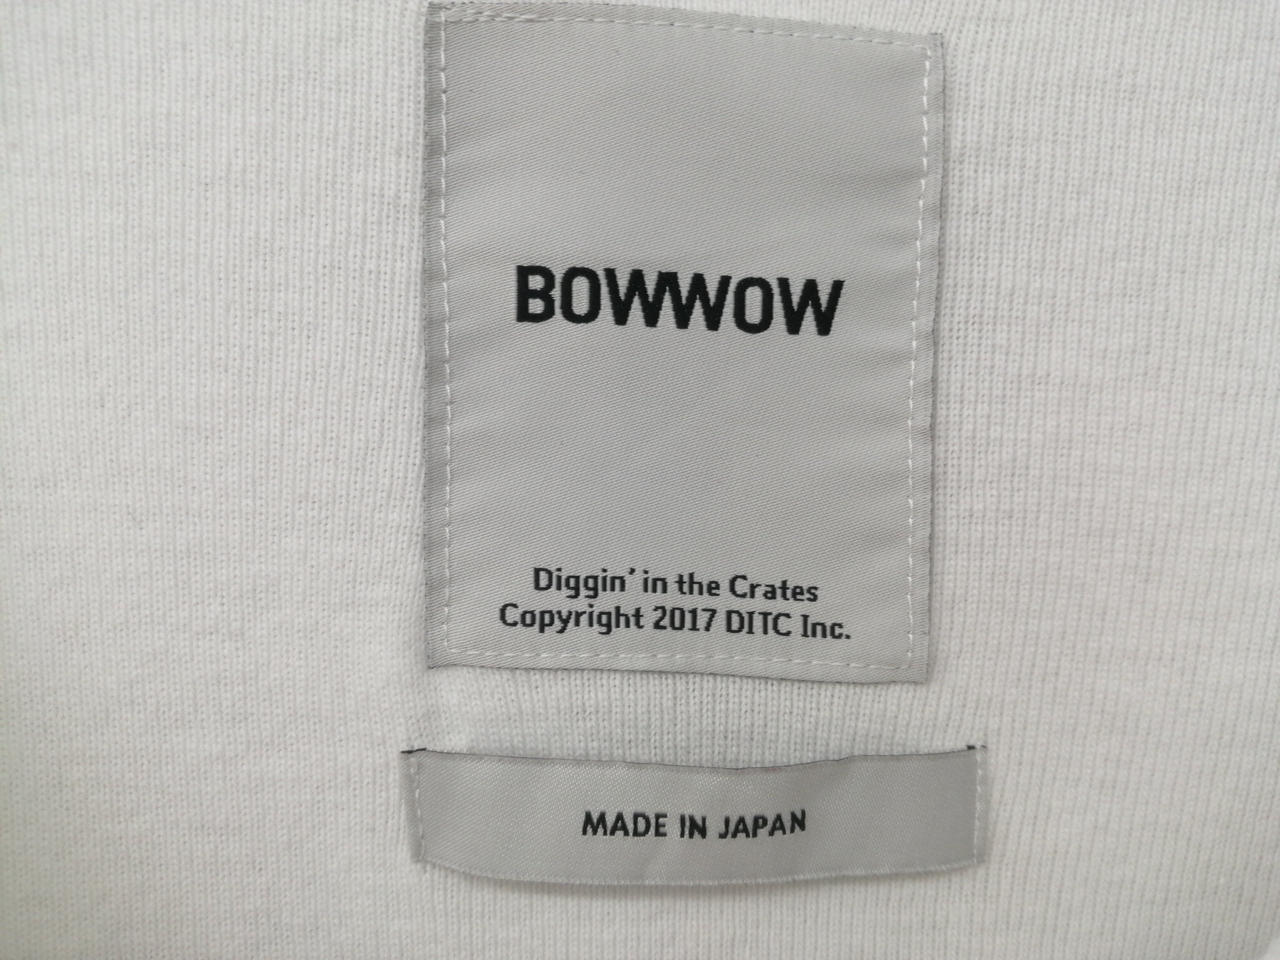 BOWWOW
Diggin' in the Crates
Copyright 2017 DITC Inc.
MADE IN JAPAN